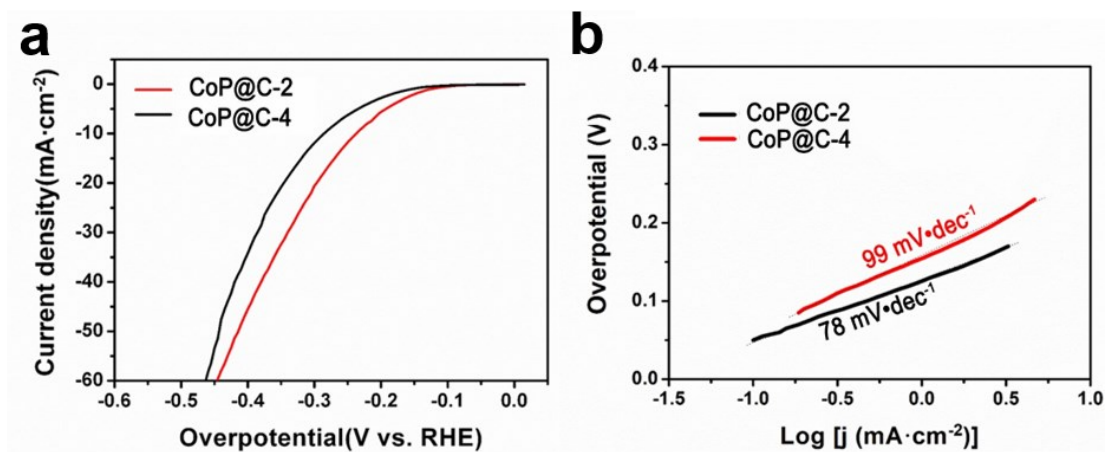 a
Current density(mA·cm-2)
0
-10
-20
-30
-40
-50
-60
CoP@C-2
CoP@C-4
-0.6 -0.5 -0.4 -0.3 -0.2 -0.1 0.0
Overpotential(V vs. RHE)
b
Overpotential (V)
0.4
0.3
0.2
0.1
0.0
CoP@C-2
CoP@C-4
99 mV•dec-1
78 mV•dec-1
-1.5 -1.0 -0.5 0.0 0.5 1.0
Log [j (mA·cm-2)]